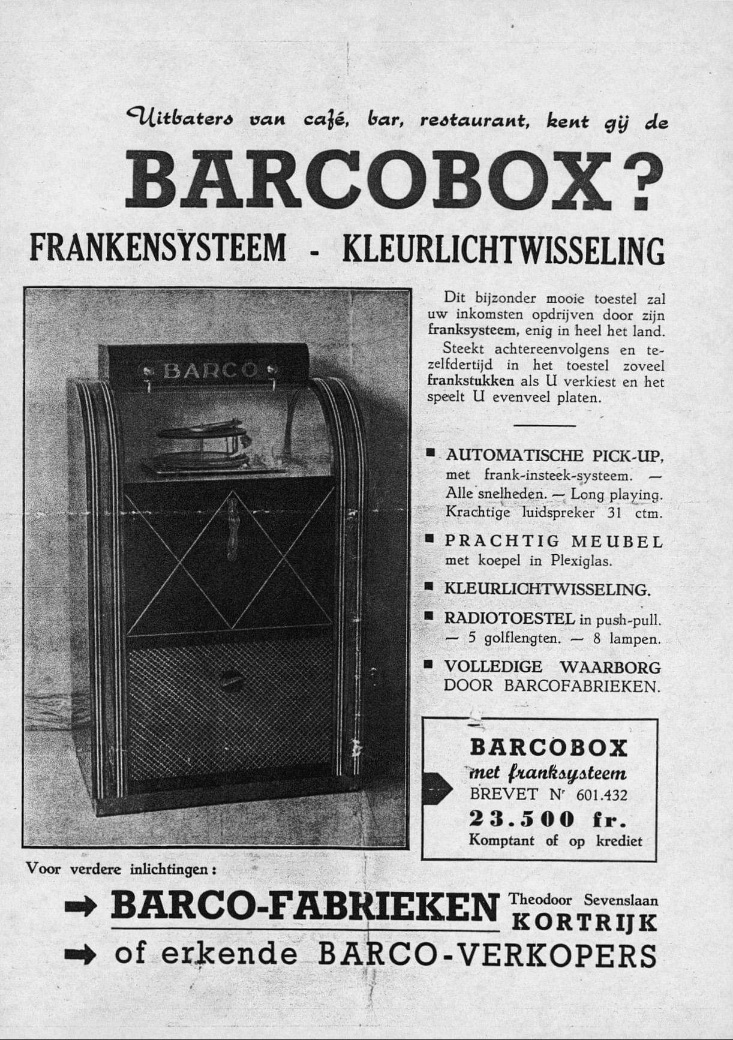 Uitbaters van café, bar, restaurant, kent gij de
BARCOBOX?
FRANKENSYSTEEM - KLEURLICHTWISSELING
BARCO
Dit bijzonder mooie toestel zal
uw inkomsten opdrijven door zijn
franksysteem, enig in heel het land.
Steekt achtereenvolgens en te-
zelfdertijd in het toestel zoveel
frankstukken als U verkiest en het
speelt U evenveel platen.
■ AUTOMATISCHE PICK-UP,
met frank-insteek-systeem. —
Alle snelheden. — Long playing.
Krachtige luidspreker 31 ctm.
■ PRACHTIG MEUBEL
met koepel in Plexiglas.
■ KLEURLICHTWISSELING.
■ RADIOTOESTEL in push-pull.
— 5 golflengten. — 8 lampen.
■ VOLLEDIGE WAARBORG
DOOR BARCOFABRIEKEN.
BARCOBOX
met franksysteem
BREVET Nr 601.432
23.500 fr.
Komptant of op krediet
Voor verdere inlichtingen :
➔ BARCO-FABRIEKEN Theodoor Sevenslaan
KORTRIJK
➔ of erkende BARCO-VERKOPERS